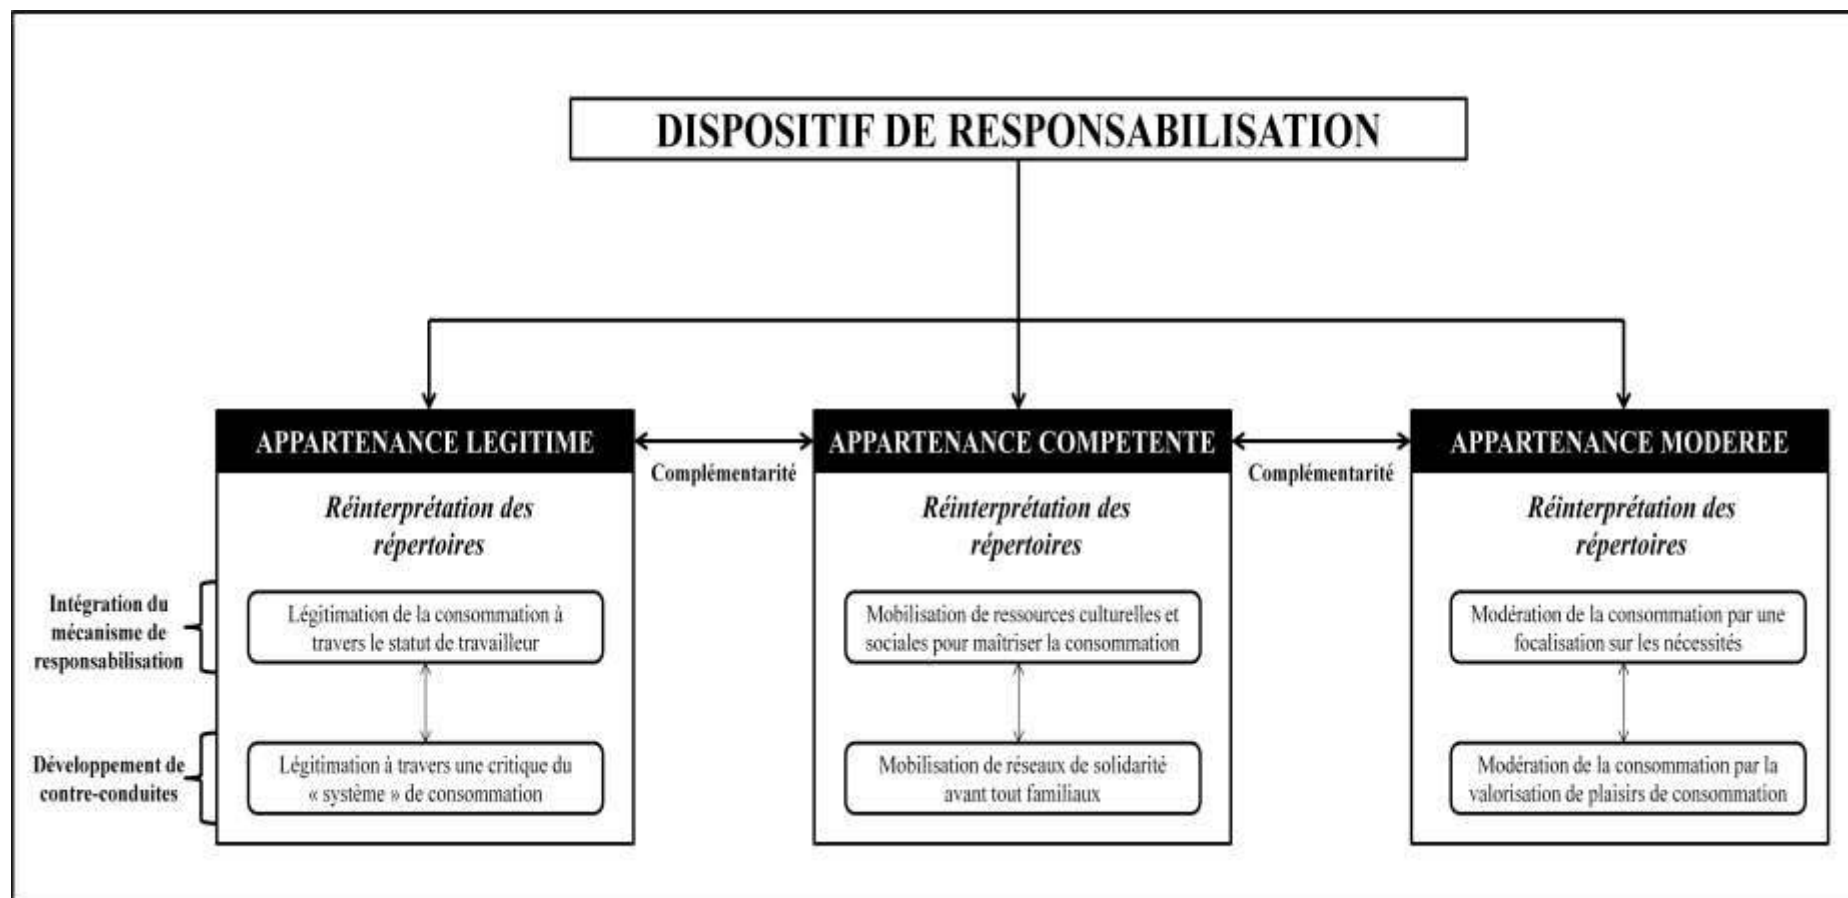 DISPOSITIF DE RESPONSABILISATION
APPARTENANCE LEGITIME
Complémentarité
APPARTENANCE COMPETENTE
Complémentarité
APPARTENANCE MODEREE
Réinterprétation des
répertoires
Réinterprétation des
répertoires
Réinterprétation des
répertoires
Intégration du
mécanisme de
responsabilisation
Légitimation de la consommation à
travers le statut de travailleur
Mobilisation de ressources culturelles et
sociales pour maîtriser la consommation
Modération de la consommation par une
focalisation sur les nécessités
Développement de
contre-conduites
Légitimation à travers une critique du
« système » de consommation
Mobilisation de réseaux de solidarité
avant tout familiaux
Modération de la consommation par la
valorisation de plaisirs de consommation